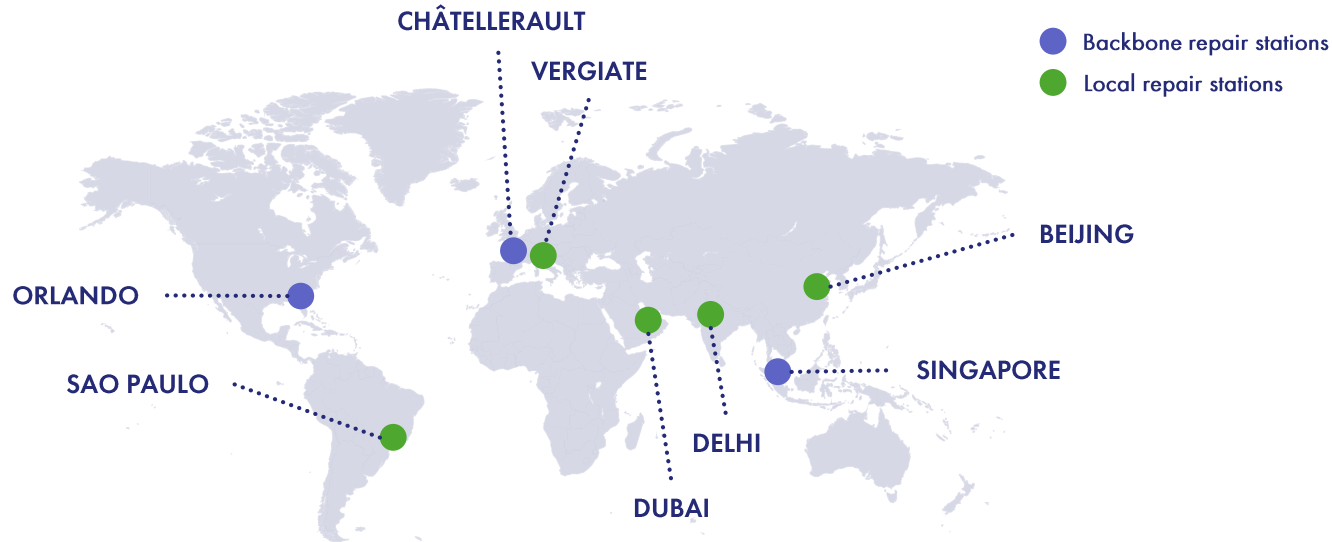 CHÂTELLERAULT
VERGIATE
Backbone repair stations
Local repair stations
BEIJING
ORLANDO
SINGAPORE
SAO PAULO
DELHI
DUBAI